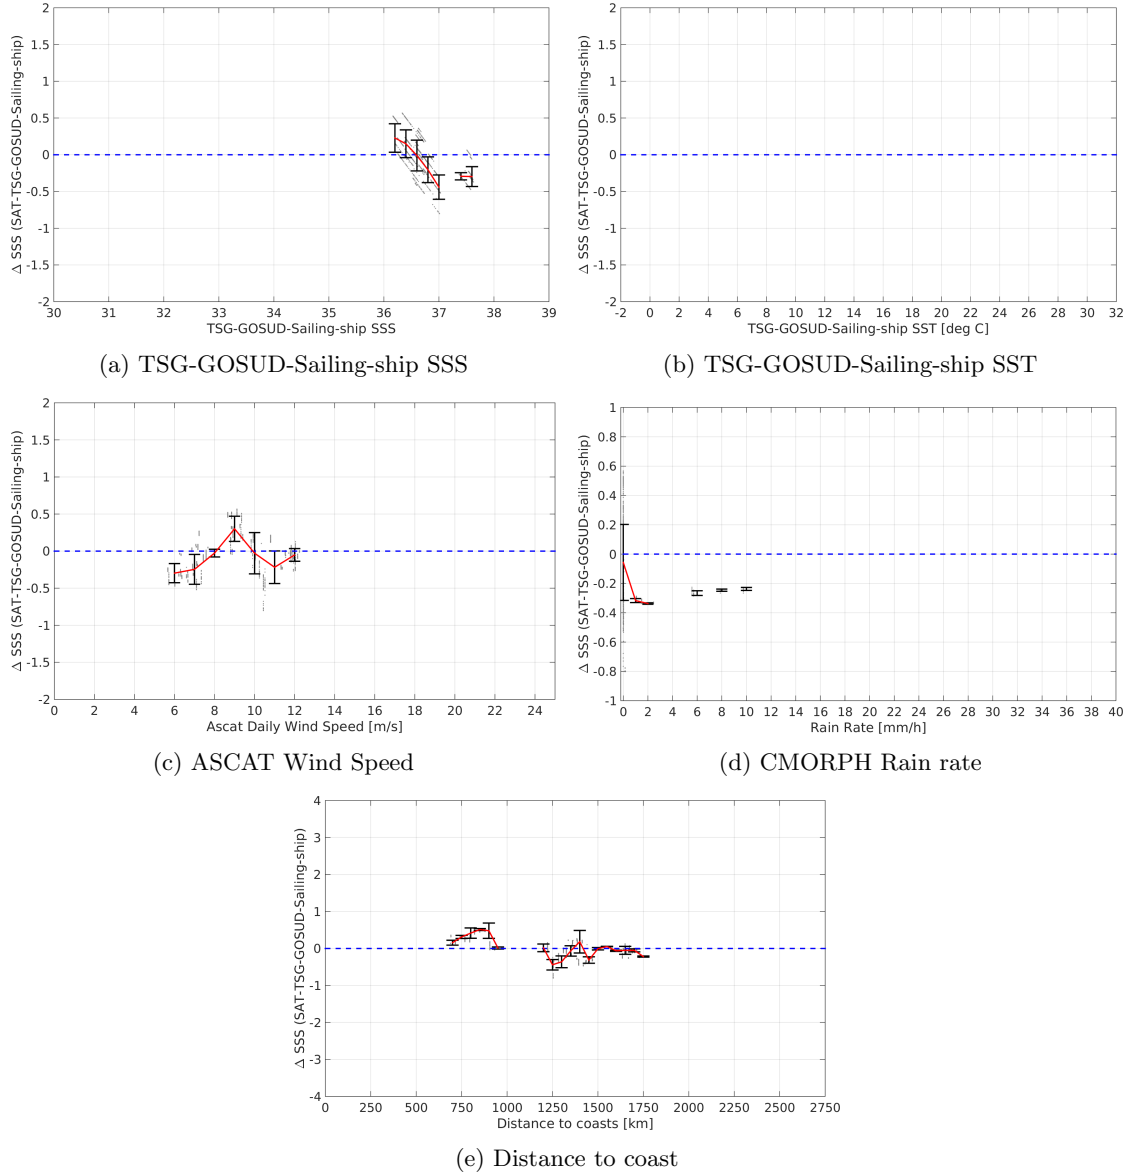 2
1.5
1
0.5
0
-0.5
-1
-1.5
-2
30 31 32 33 34 35 36 37 38 39
Δ SSS (SAT-TSG-GOSUD-Sailing-ship)
TSG-GOSUD-Sailing-ship SSS
(a) TSG-GOSUD-Sailing-ship SSS
2
1.5
1
0.5
0
-0.5
-1
-1.5
-2
-2 0 2 4 6 8 10 12 14 16 18 20 22 24 26 28 30 32
Δ SSS (SAT-TSG-GOSUD-Sailing-ship)
TSG-GOSUD-Sailing-ship SST [deg C]
(b) TSG-GOSUD-Sailing-ship SST
2
1.5
1
0.5
0
-0.5
-1
-1.5
-2
0 2 4 6 8 10 12 14 16 18 20 22 24
Δ SSS (SAT-TSG-GOSUD-Sailing-ship)
Ascat Daily Wind Speed [m/s]
(c) ASCAT Wind Speed
1
0.8
0.6
0.4
0.2
0
-0.2
-0.4
-0.6
-0.8
-1
0 2 4 6 8 10 12 14 16 18 20 22 24 26 28 30 32 34 36 38 40
Δ SSS (SAT-TSG-GOSUD-Sailing-ship)
Rain Rate [mm/h]
(d) CMORPH Rain rate
4
3
2
1
0
-1
-2
-3
-4
0 250 500 750 1000 1250 1500 1750 2000 2250 2500 2750
Δ SSS (SAT-TSG-GOSUD-Sailing-ship)
Distance to coasts [km]
(e) Distance to coast